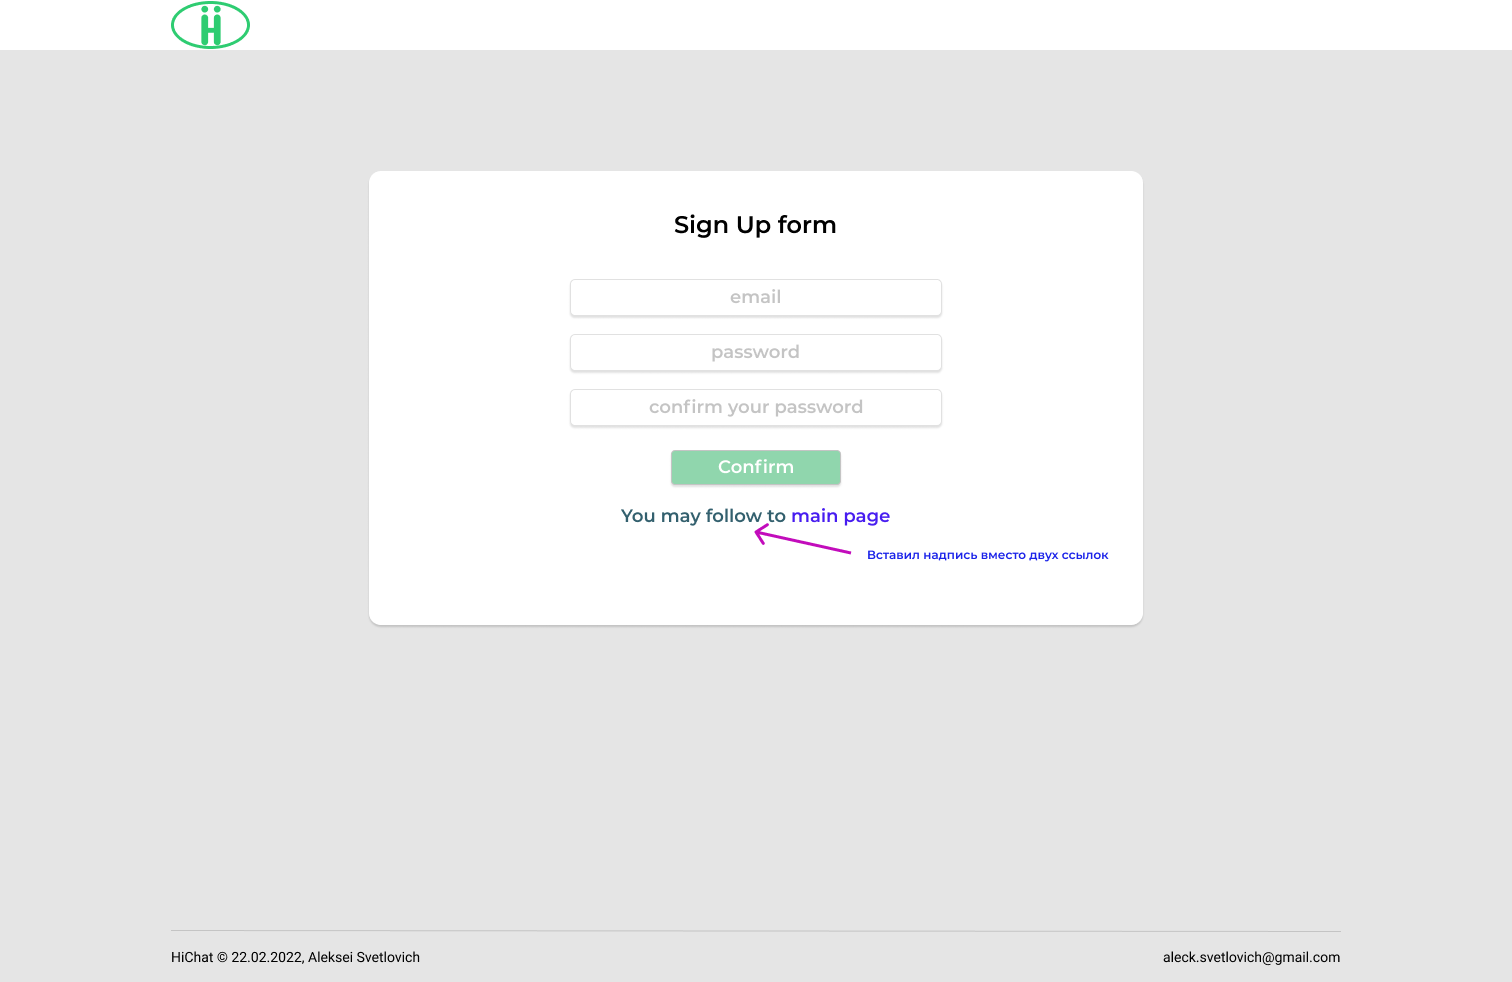 Sign Up form
email
password
confirm your password
Confirm
You may follow to main page
Вставил надпись вместо двух ссылок
HiChat © 22.02.2022, Aleksei Svetlovich
aleck.svetlovich@gmail.com